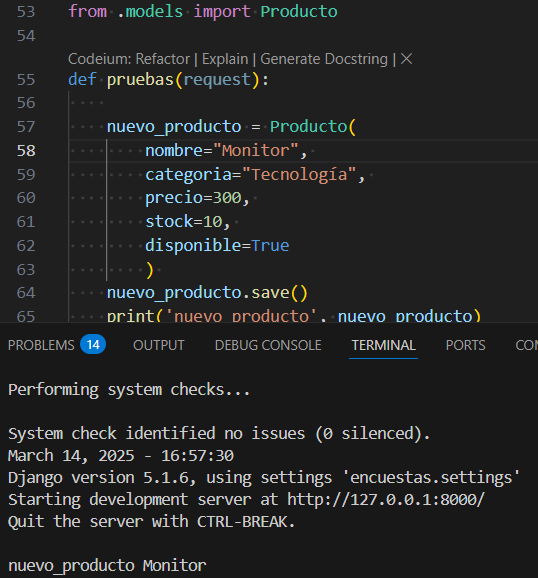 53 from .models import Producto
54
Codeium: Refactor | Explain | Generate Docstring | ×
55 def pruebas(request):
56
57 nuevo_producto = Producto(
58 nombre="Monitor",
59 categoria="Tecnología",
60 precio=300,
61 stock=10,
62 disponible=True
63 )
64 nuevo_producto.save()
65 print('nuevo_producto', nuevo_producto)
PROBLEMS 14 OUTPUT DEBUG CONSOLE TERMINAL PORTS COM
Performing system checks...
System check identified no issues (0 silenced).
March 14, 2025 - 16:57:30
Django version 5.1.6, using settings 'encuestas.settings'
Starting development server at http://127.0.0.1:8000/
Quit the server with CTRL-BREAK.
nuevo_producto Monitor